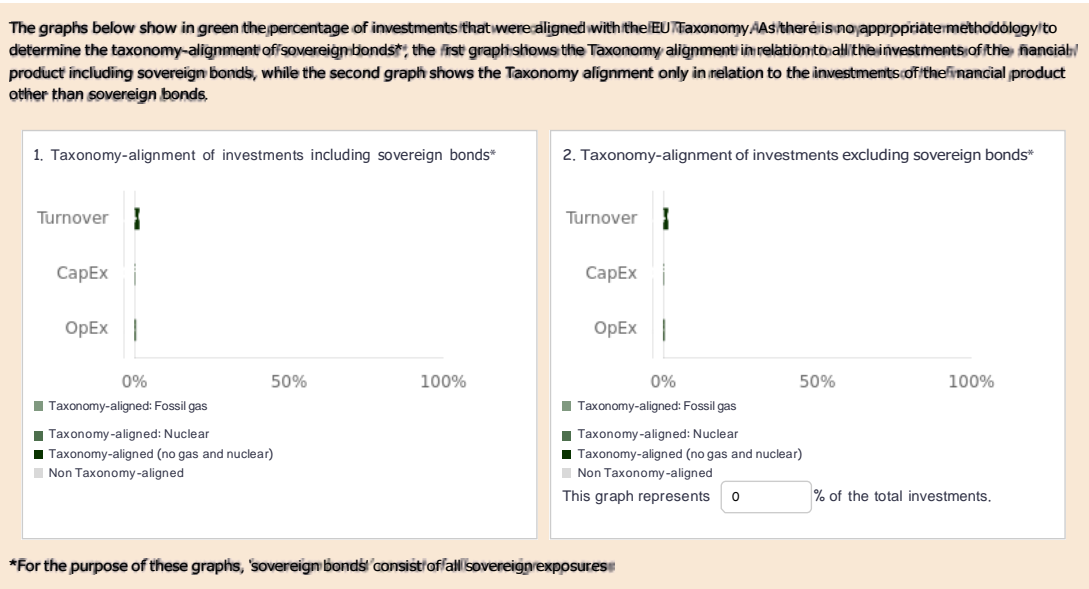 The graphs below show in green the percentage of investments that were aligned with the EU Taxonomy. As there is no appropriate methodology to
determine the taxonomy-alignment of sovereign bonds*, the first graph shows the Taxonomy alignment in relation to all the investments of the financial
product including sovereign bonds, while the second graph shows the Taxonomy alignment only in relation to the investments of the financial product
other than sovereign bonds.
1. Taxonomy-alignment of investments including sovereign bonds*
Turnover
CapEx
OpEx
0% 50% 100%
Taxonomy-aligned: Fossil gas
Taxonomy-aligned: Nuclear
Taxonomy-aligned (no gas and nuclear)
Non Taxonomy-aligned
2. Taxonomy-alignment of investments excluding sovereign bonds*
Turnover
CapEx
OpEx
0% 50% 100%
Taxonomy-aligned: Fossil gas
Taxonomy-aligned: Nuclear
Taxonomy-aligned (no gas and nuclear)
Non Taxonomy-aligned
This graph represents 0 % of the total investments.
*For the purpose of these graphs, 'sovereign bonds' consist of all sovereign exposures